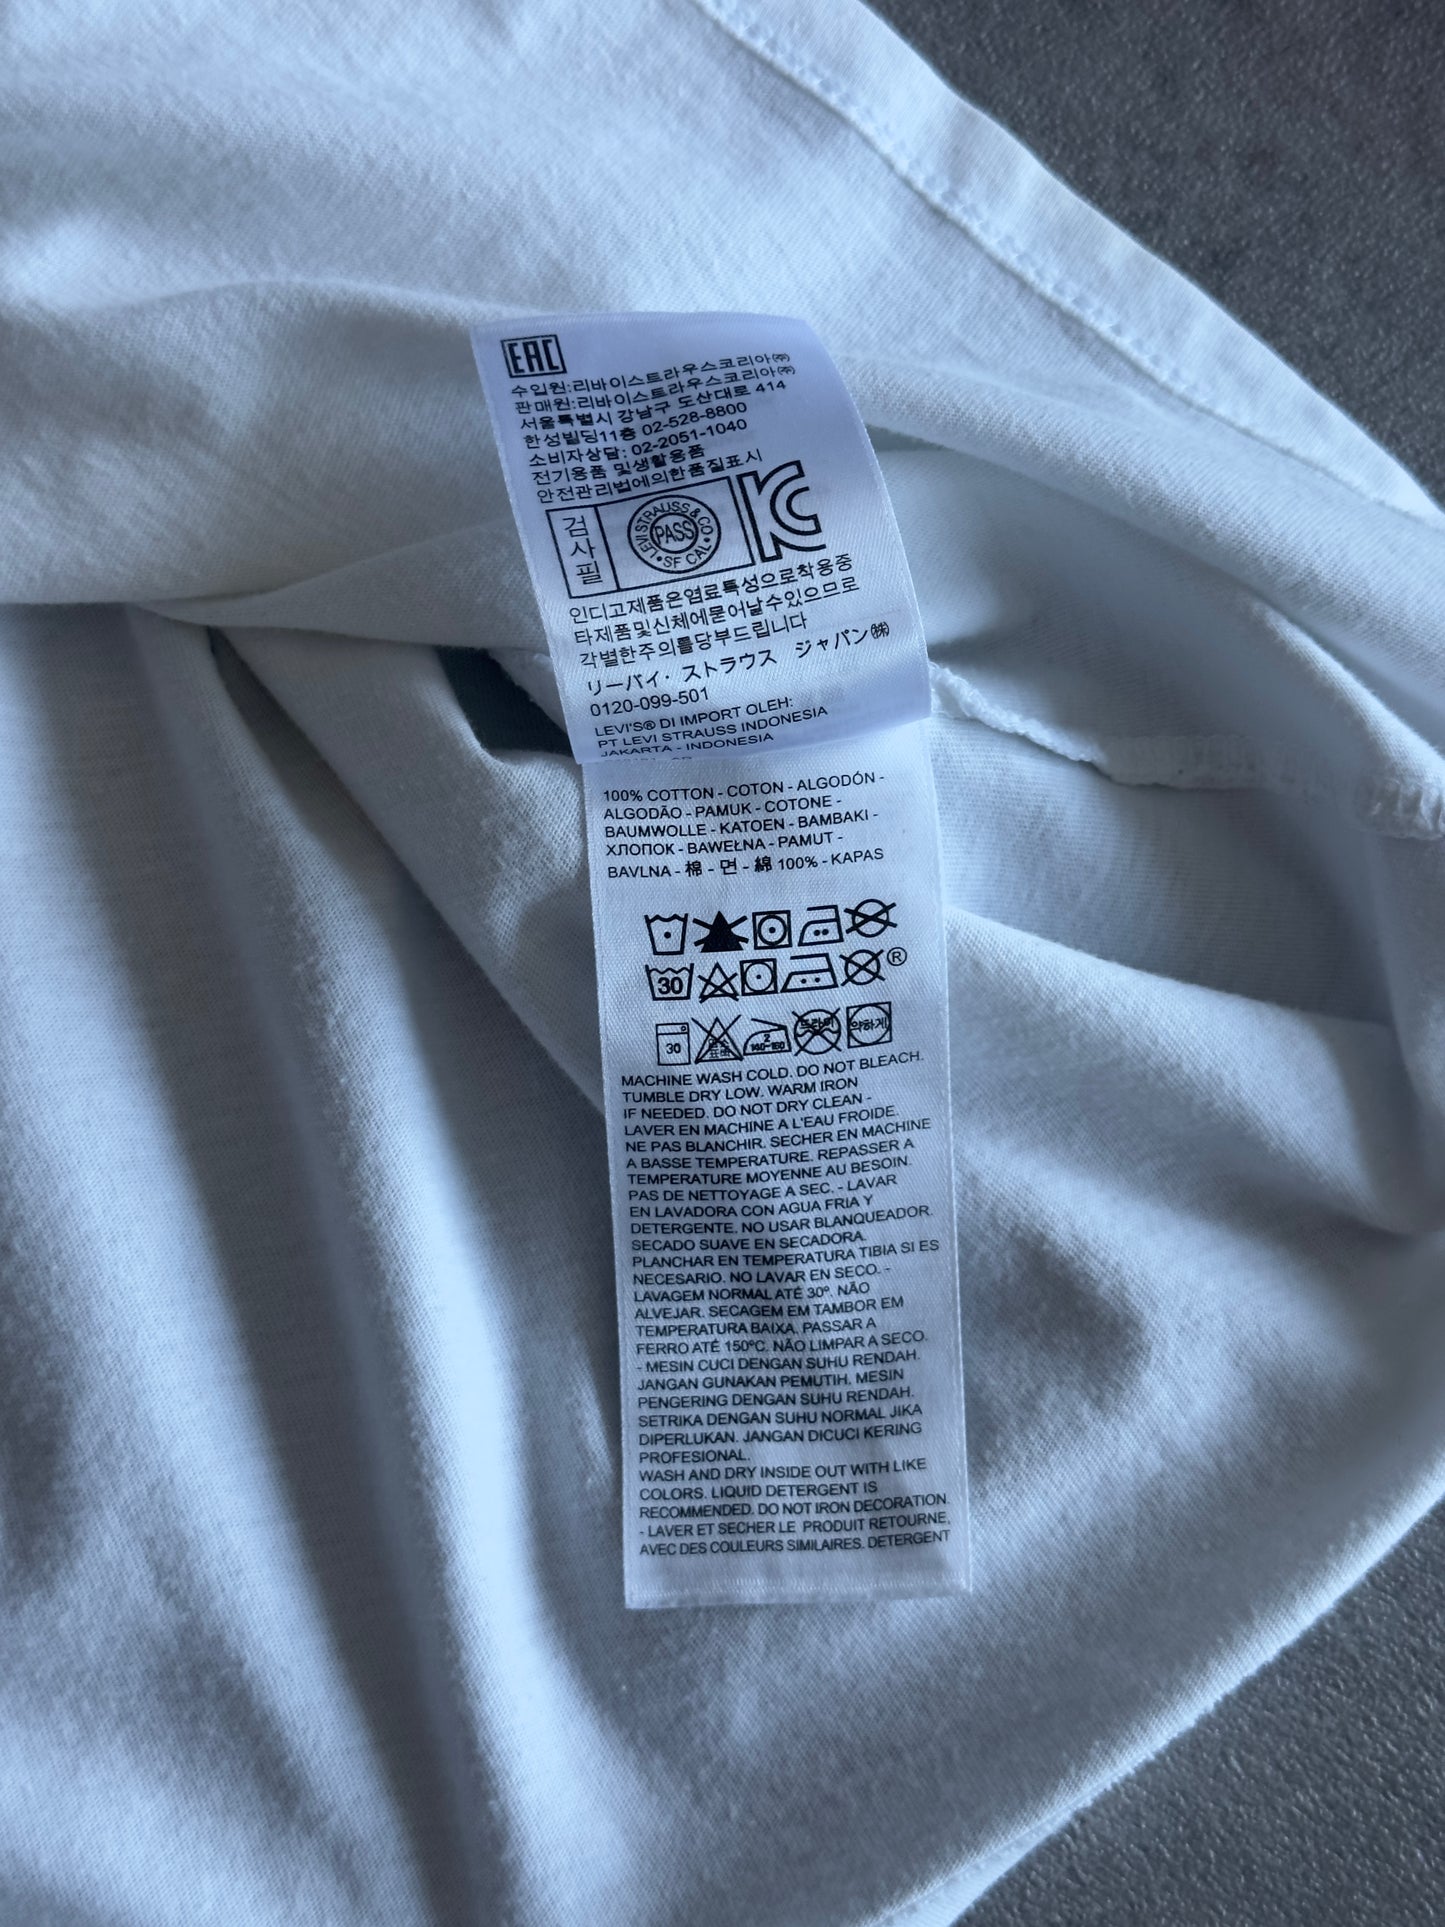 EAC
수입원:리바이스트라우스코리아㈜
판매원:리바이스트라우스코리아㈜
서울특별시 강남구 도산대로 414
한성빌딩11층 02-528-8800
소비자상담: 02-2051-1040
전기용품 및생활용품
안전관리법에의한품질표시
검사필
LEVI STRAUSS & CO
PASS
• SF CAL •
인디고제품은염료특성으로착용중
타제품및신체에묻어날수있으므로
각별한주의를당부드립니다
リーバイ・ストラウス ジャパン㈱
0120-099-501
LEVI'S® DI IMPORT OLEH:
PT LEVI STRAUSS INDONESIA
JAKARTA - INDONESIA
100% COTTON - COTON - ALGODÓN -
ALGODÃO - PAMUK - COTONE -
BAUMWOLLE - KATOEN - BAMBAKI -
ХЛОПОК - BAWEŁNA - PAMUT -
BAVLNA - 棉 - 면 - 綿 100% - KAPAS
30
®
30
2
140~160
드라이
약하게
MACHINE WASH COLD. DO NOT BLEACH.
TUMBLE DRY LOW. WARM IRON
IF NEEDED. DO NOT DRY CLEAN -
LAVER EN MACHINE A L'EAU FROIDE.
NE PAS BLANCHIR. SECHER EN MACHINE
A BASSE TEMPERATURE. REPASSER A
TEMPERATURE MOYENNE AU BESOIN.
PAS DE NETTOYAGE A SEC. - LAVAR
EN LAVADORA CON AGUA FRIA Y
DETERGENTE. NO USAR BLANQUEADOR.
SECADO SUAVE EN SECADORA.
PLANCHAR EN TEMPERATURA TIBIA SI ES
NECESARIO. NO LAVAR EN SECO. -
LAVAGEM NORMAL ATÉ 30º. NÃO
ALVEJAR. SECAGEM EM TAMBOR EM
TEMPERATURA BAIXA. PASSAR A
FERRO ATÉ 150ºC. NÃO LIMPAR A SECO.
- MESIN CUCI DENGAN SUHU RENDAH.
JANGAN GUNAKAN PEMUTIH. MESIN
PENGERING DENGAN SUHU RENDAH.
SETRIKA DENGAN SUHU NORMAL JIKA
DIPERLUKAN. JANGAN DICUCI KERING
PROFESIONAL.
WASH AND DRY INSIDE OUT WITH LIKE
COLORS. LIQUID DETERGENT IS
RECOMMENDED. DO NOT IRON DECORATION.
- LAVER ET SECHER LE PRODUIT RETOURNE,
AVEC DES COULEURS SIMILAIRES. DETERGENT